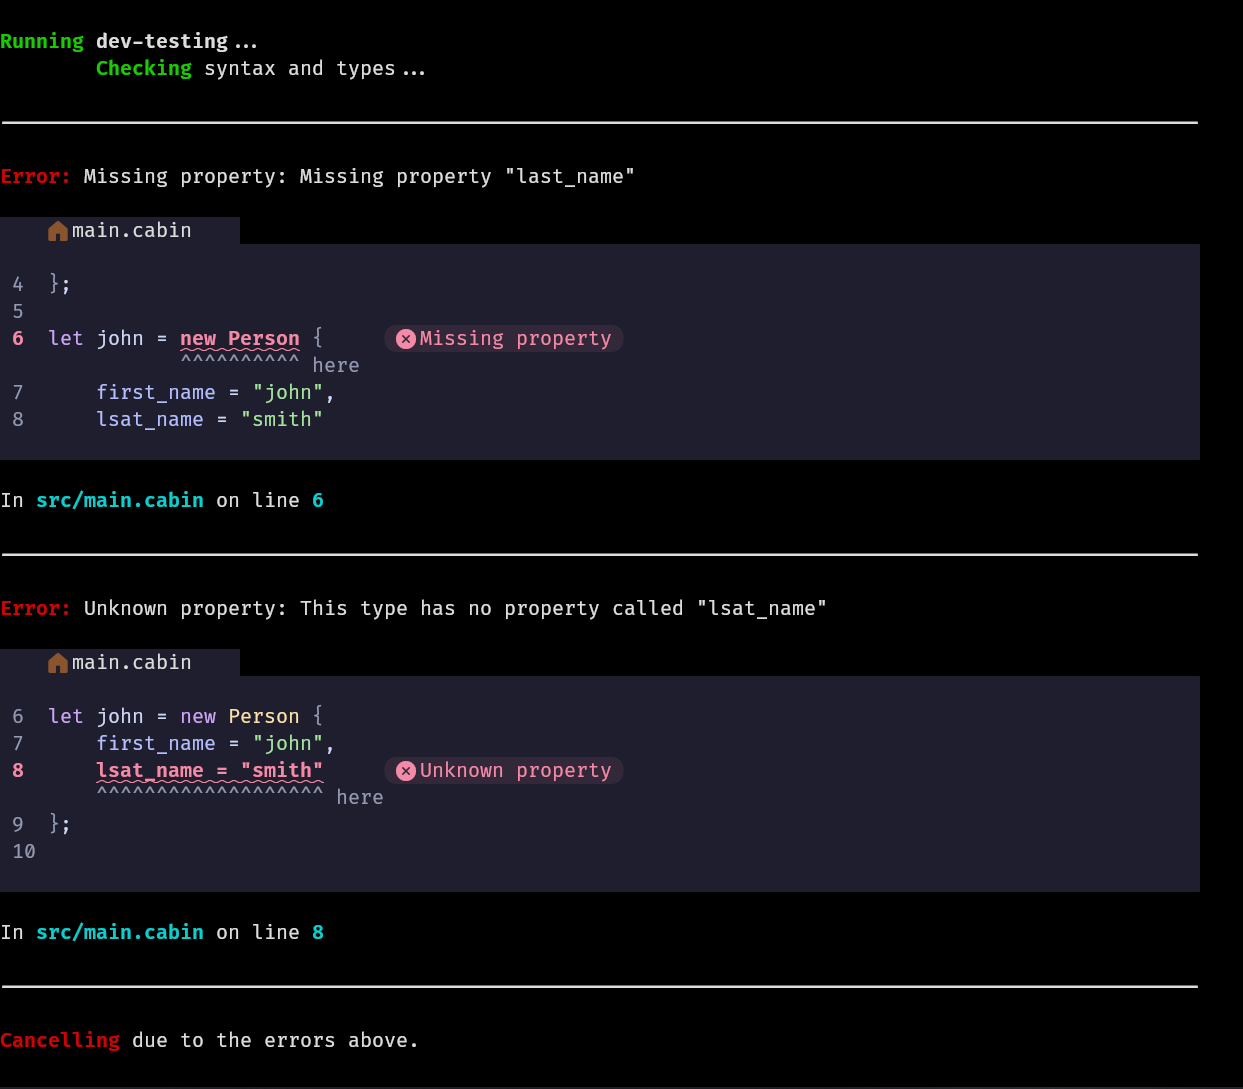 Running dev-testing...
Checking syntax and types...
Error: Missing property: Missing property "last_name"
main.cabin
4 };
5
6 let john = new Person { Missing property
^^^^^^^^^^ here
7 first_name = "john",
8 lsat_name = "smith"
In src/main.cabin on line 6
Error: Unknown property: This type has no property called "lsat_name"
main.cabin
6 let john = new Person {
7 first_name = "john",
8 lsat_name = "smith" Unknown property
^^^^^^^^^^^^^^^^^^^ here
9 };
10
In src/main.cabin on line 8
Cancelling due to the errors above.